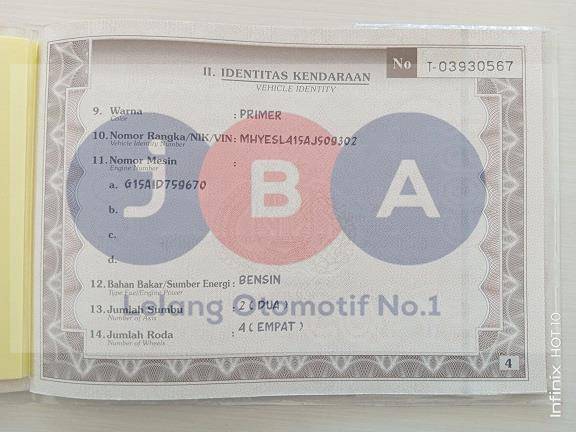 No T-03930567
II. IDENTITAS KENDARAAN
VEHICLE IDENTITY
9. Warna : PRIMER
Color
10. Nomor Rangka/NIK/VIN : MHYESL415AJ509302
Vehicle Identity Number
11. Nomor Mesin :
Engine Number
a. G15AID759670
b.
c.
d.
J B A
12. Bahan Bakar/Sumber Energi : BENSIN
Type Fuel/Engine Power
Lelang Otomotif No.1
13. Jumlah Sumbu : 2 ( DUA )
Number of Axis
14. Jumlah Roda : 4 ( EMPAT )
Number of Wheels
4
Infinix HOT 10